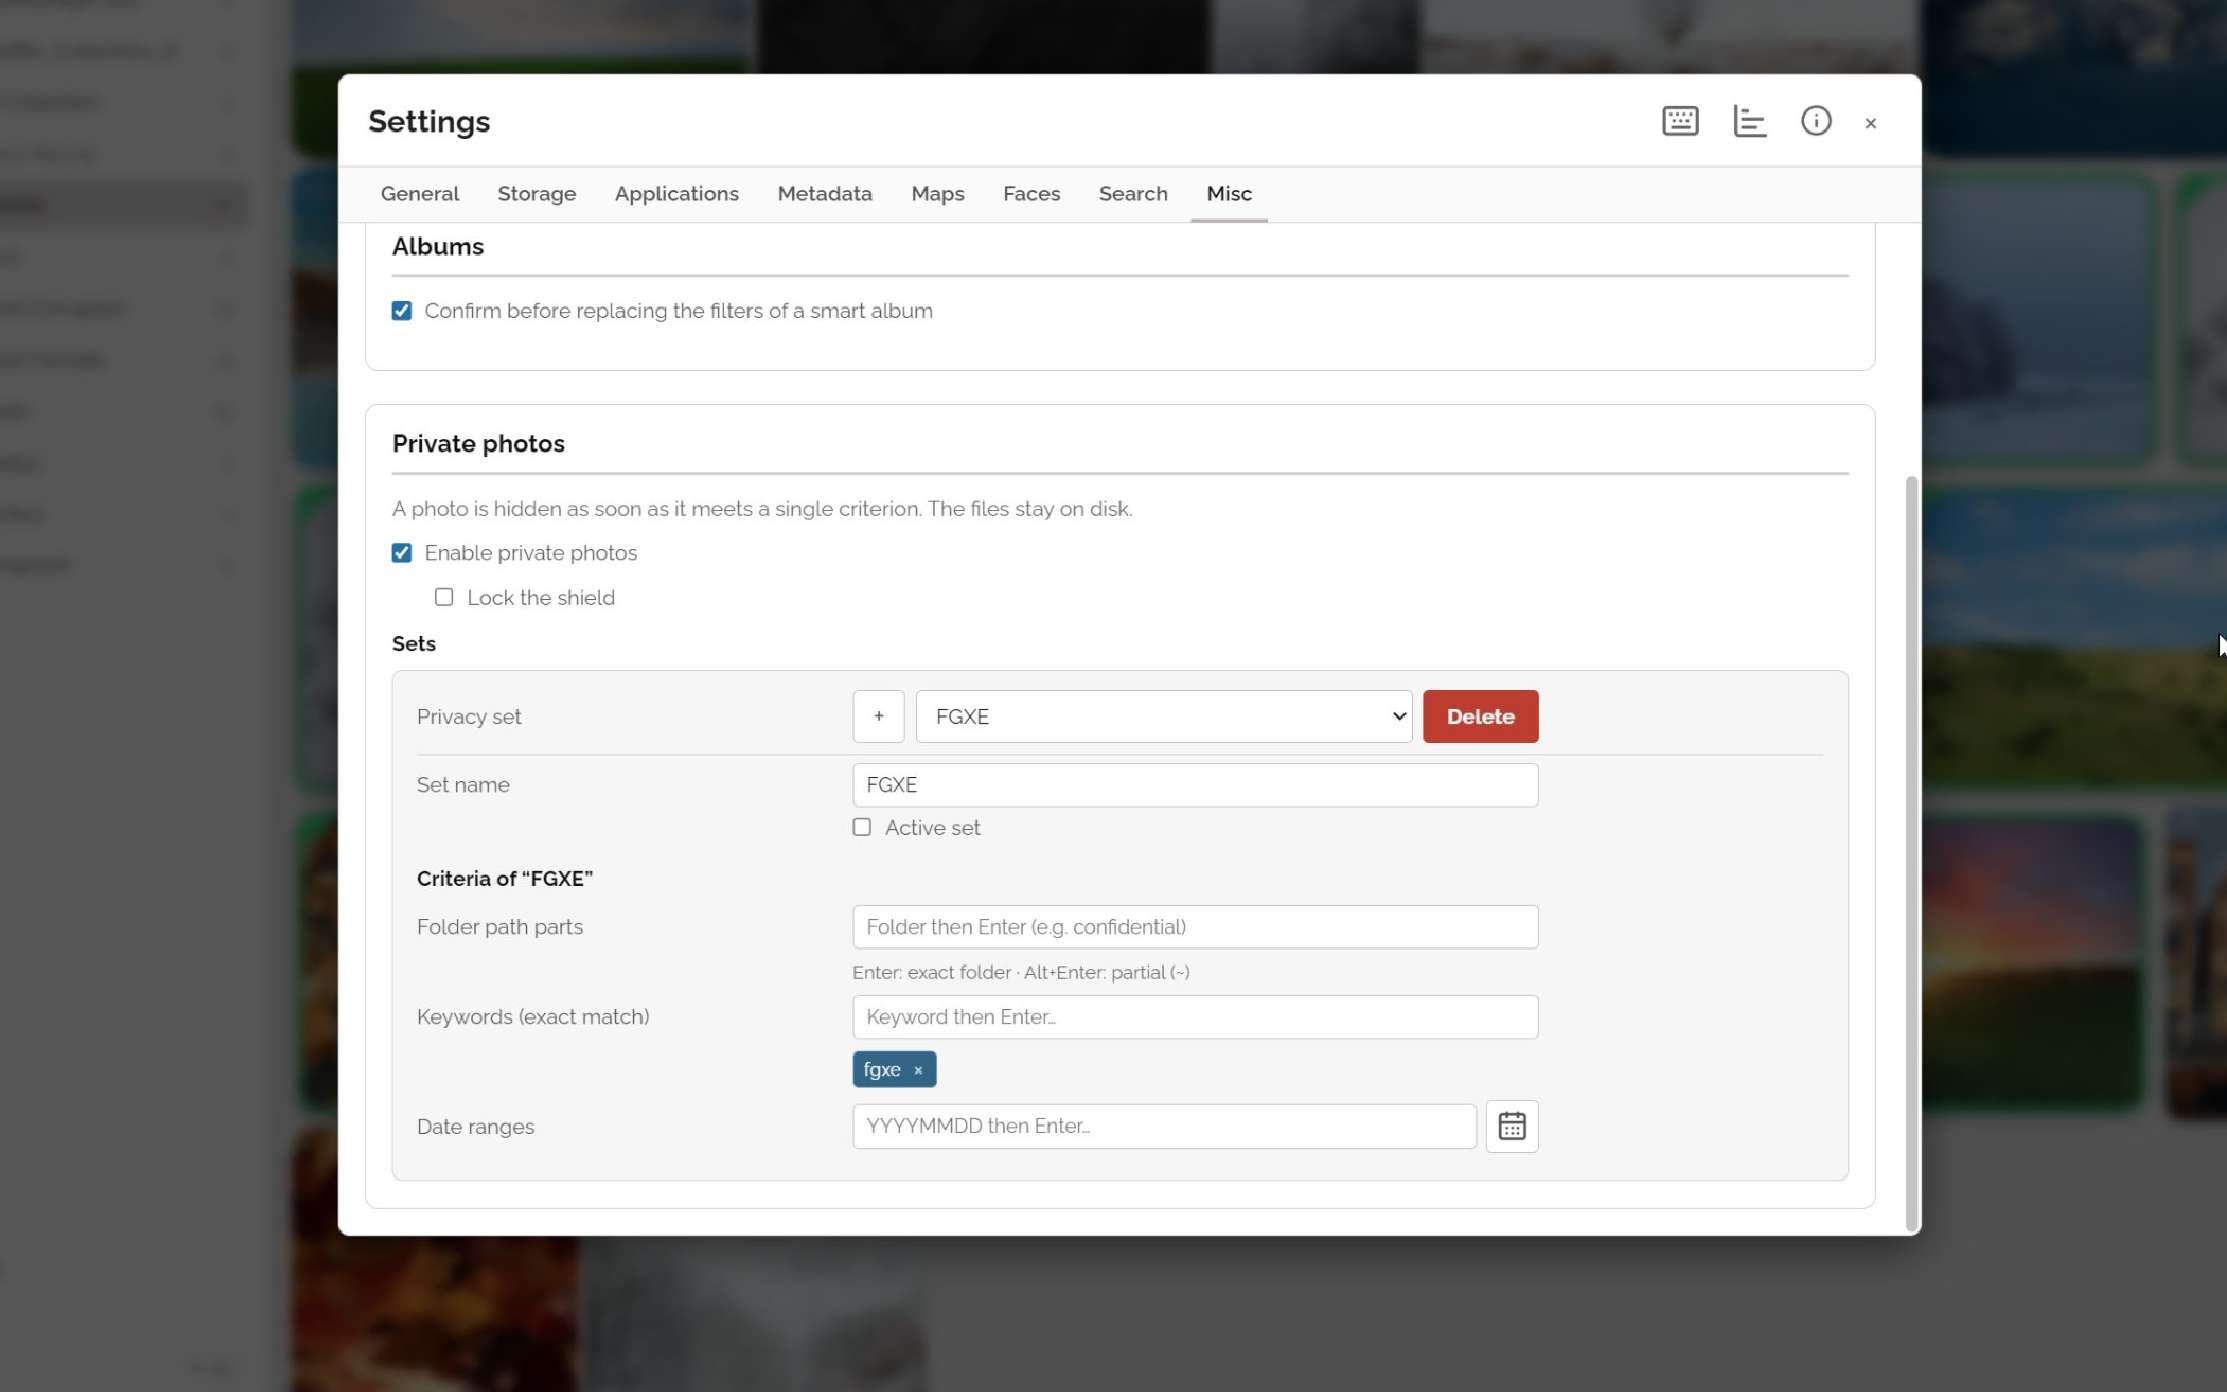 Settings
×
General Storage Applications Metadata Maps Faces Search Misc
Albums
Confirm before replacing the filters of a smart album
Private photos
A photo is hidden as soon as it meets a single criterion. The files stay on disk.
Enable private photos
Lock the shield
Sets
Privacy set + FGXE Delete
Set name FGXE
Active set
Criteria of “FGXE”
Folder path parts Folder then Enter (e.g. confidential)
Enter: exact folder · Alt+Enter: partial (~)
Keywords (exact match) Keyword then Enter...
fgxe ×
Date ranges YYYYMMDD then Enter...